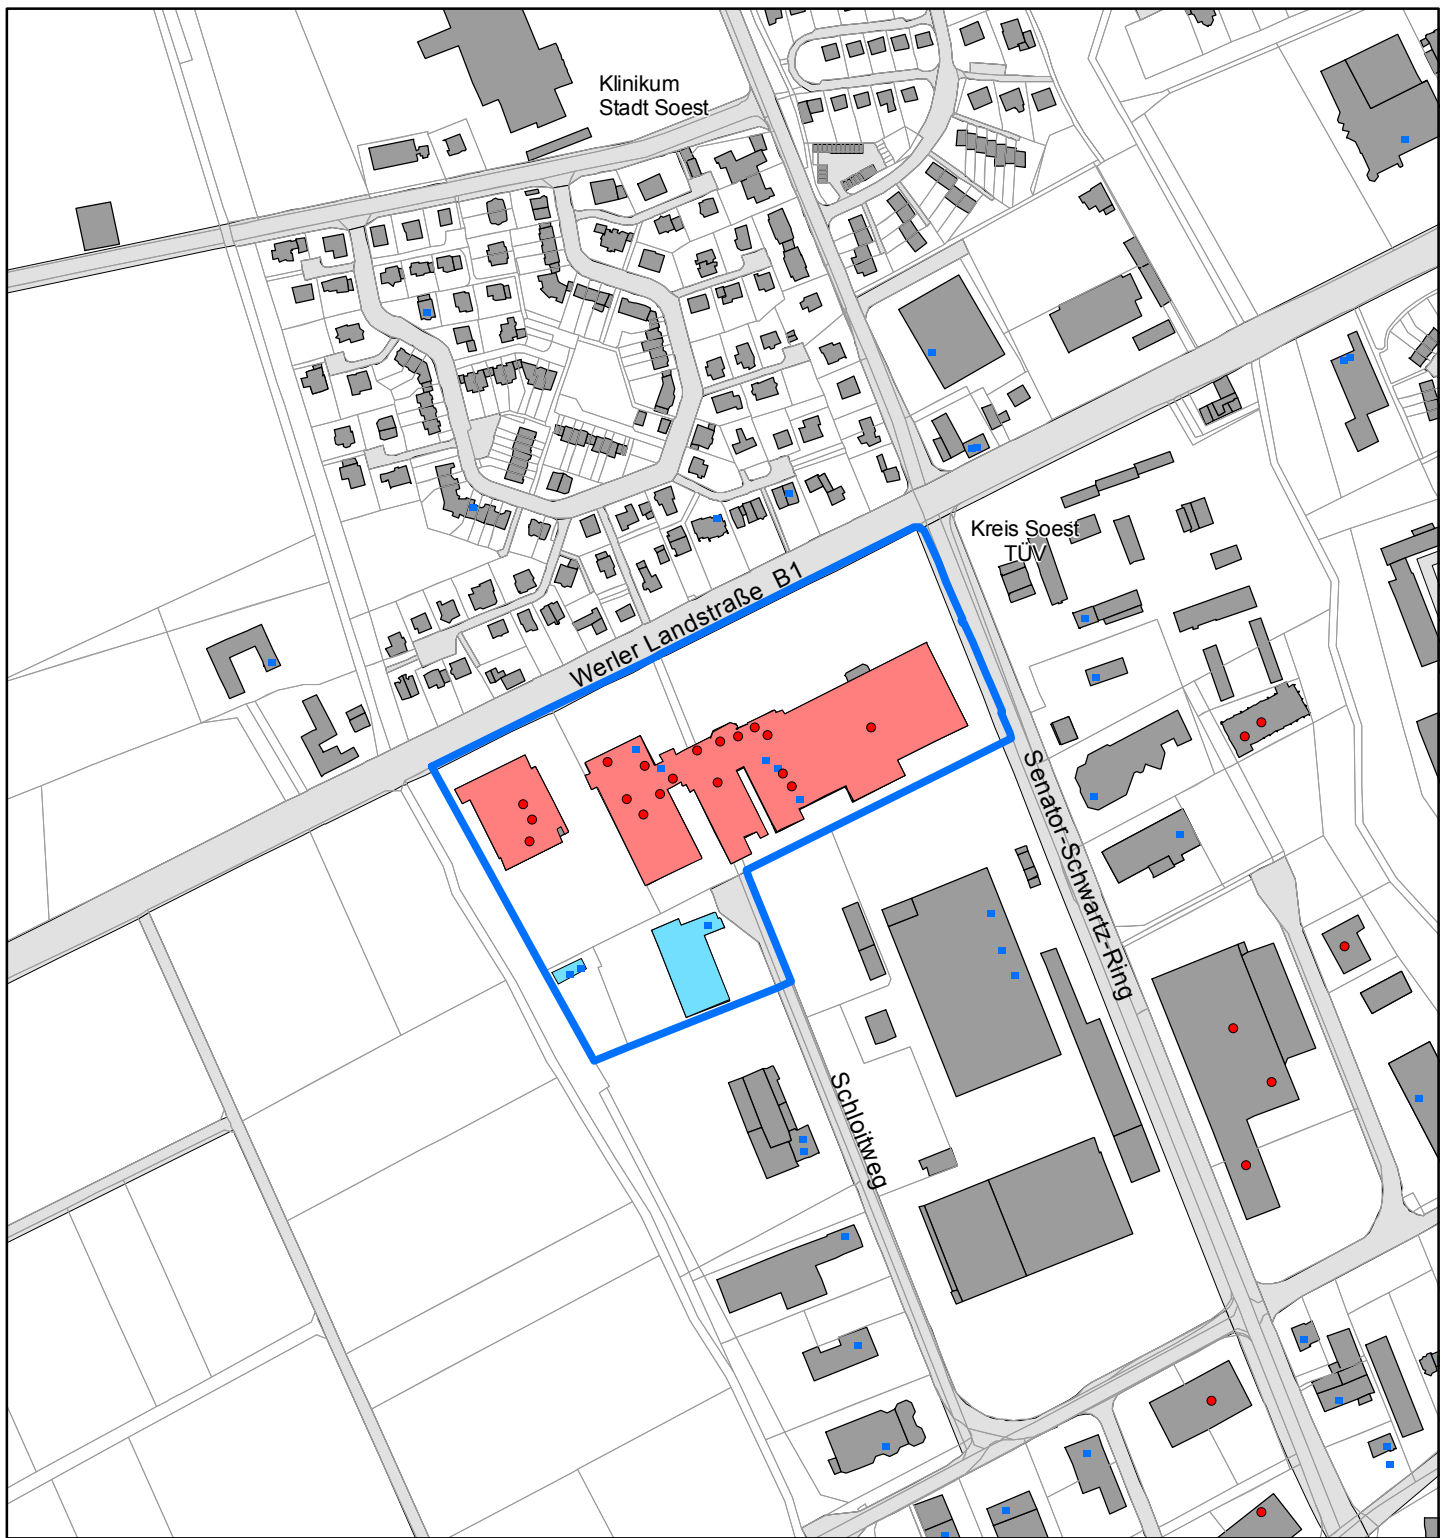 Klinikum
Stadt Soest
Kreis Soest
TÜV
Werler Landstraße B1
Senator-Schwartz-Ring
Schloitweg